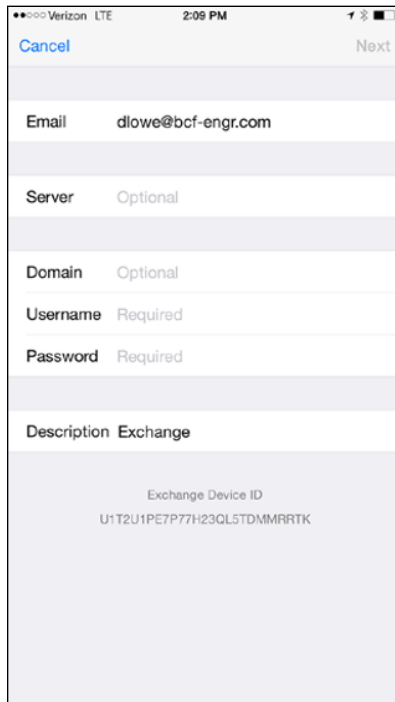 Verizon LTE 2:09 PM
Cancel Next
Email dlowe@bcf-engr.com
Server Optional
Domain Optional
Username Required
Password Required
Description Exchange
Exchange Device ID
U1T2U1PE7P77H23QL5TDMMRRTK